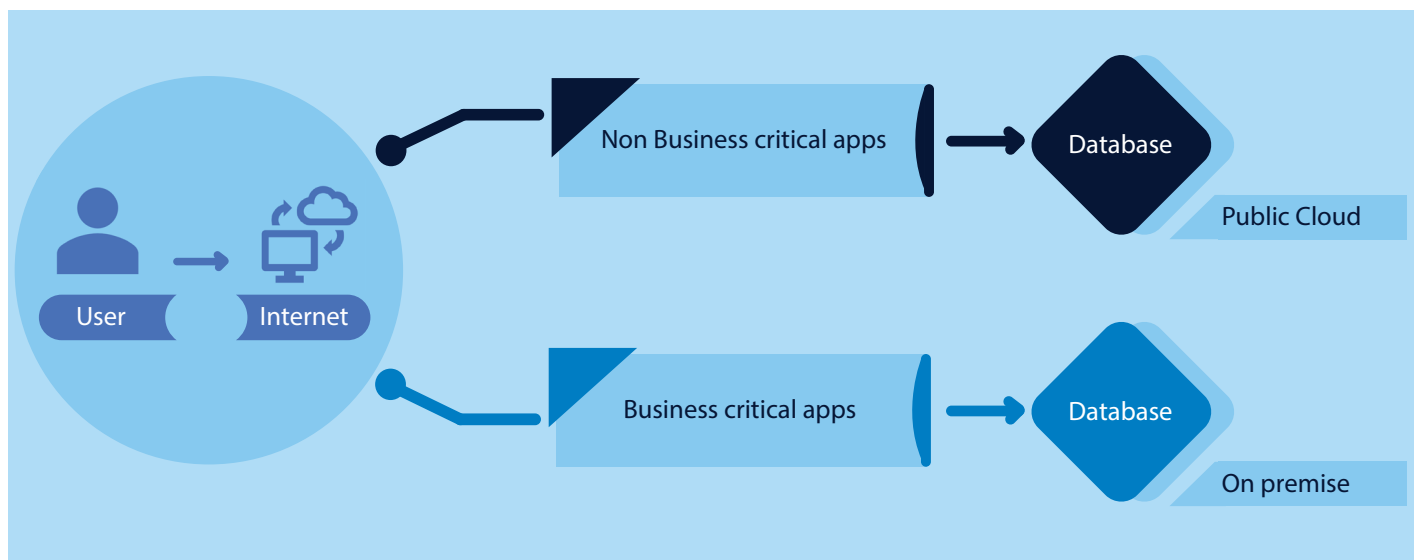 User
Internet
Non Business critical apps
Database
Public Cloud
Business critical apps
Database
On premise